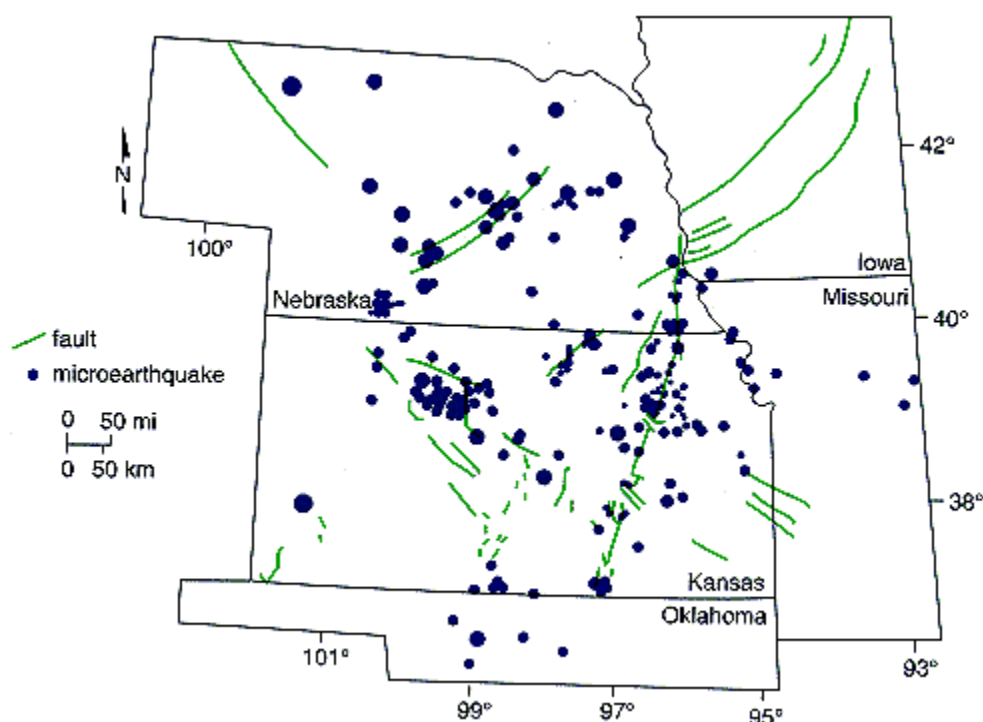 N
42°
100°
Iowa
Nebraska
Missouri
40°
fault
microearthquake
0 50 mi
0 50 km
38°
Kansas
Oklahoma
101°
93°
99°
97°
95°